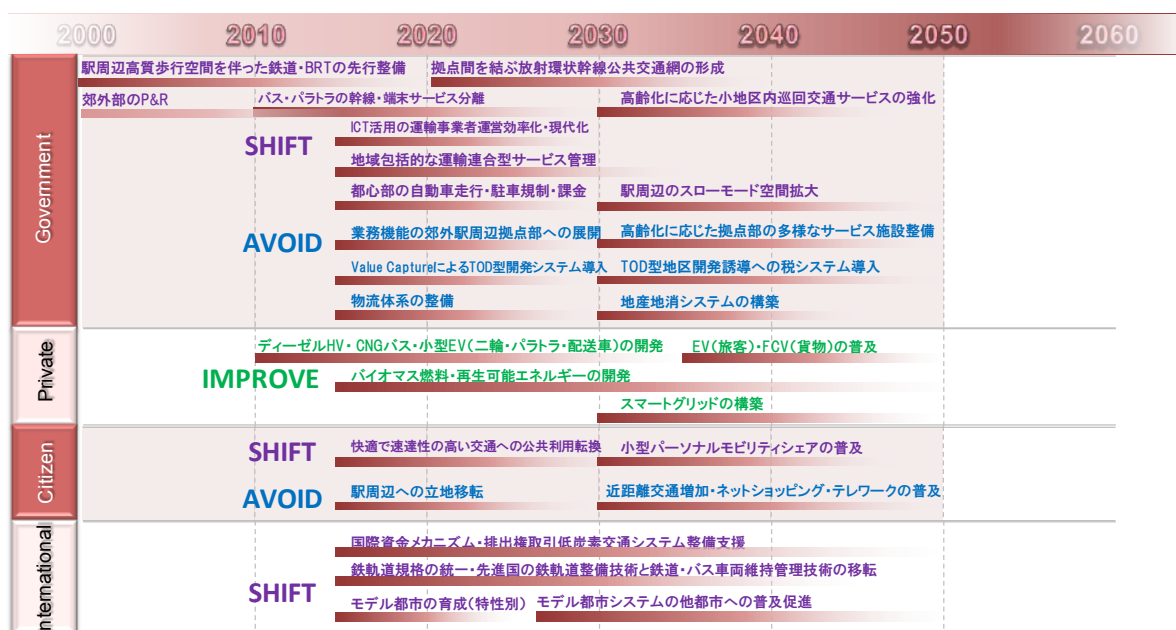 2000 2010 2020 2030 2040 2050 2060
Government
駅周辺高質歩行空間を伴った鉄道・BRTの先行整備 拠点間を結ぶ放射環状幹線公共交通網の形成
郊外部のP&R バス・パラトラの幹線・端末サービス分離 高齢化に応じた小地区内巡回交通サービスの強化
SHIFT
ICT活用の運輸事業者運営効率化・現代化
地域包括的な運輸連合型サービス管理
都心部の自動車走行・駐車規制・課金 駅周辺のスローモード空間拡大
AVOID
業務機能の郊外駅周辺拠点部への展開 高齢化に応じた拠点部の多様なサービス施設整備
Value CaptureによるTOD型開発システム導入 TOD型地区開発誘導への税システム導入
物流体系の整備 地産地消システムの構築
Private
ディーゼルHV・CNGバス・小型EV(二輪・パラトラ・配送車)の開発 EV(旅客)・FCV(貨物)の普及
IMPROVE
バイオマス燃料・再生可能エネルギーの開発
スマートグリッドの構築
Citizen
SHIFT
快適で速達性の高い交通への公共利用転換 小型パーソナルモビリティシェアの普及
AVOID
駅周辺への立地移転 近距離交通増加・ネットショッピング・テレワークの普及
International
国際資金メカニズム・排出権取引低炭素交通システム整備支援
鉄軌道規格の統一・先進国の鉄軌道整備技術と鉄道・バス車両維持管理技術の移転
SHIFT
モデル都市の育成(特性別) モデル都市システムの他都市への普及促進